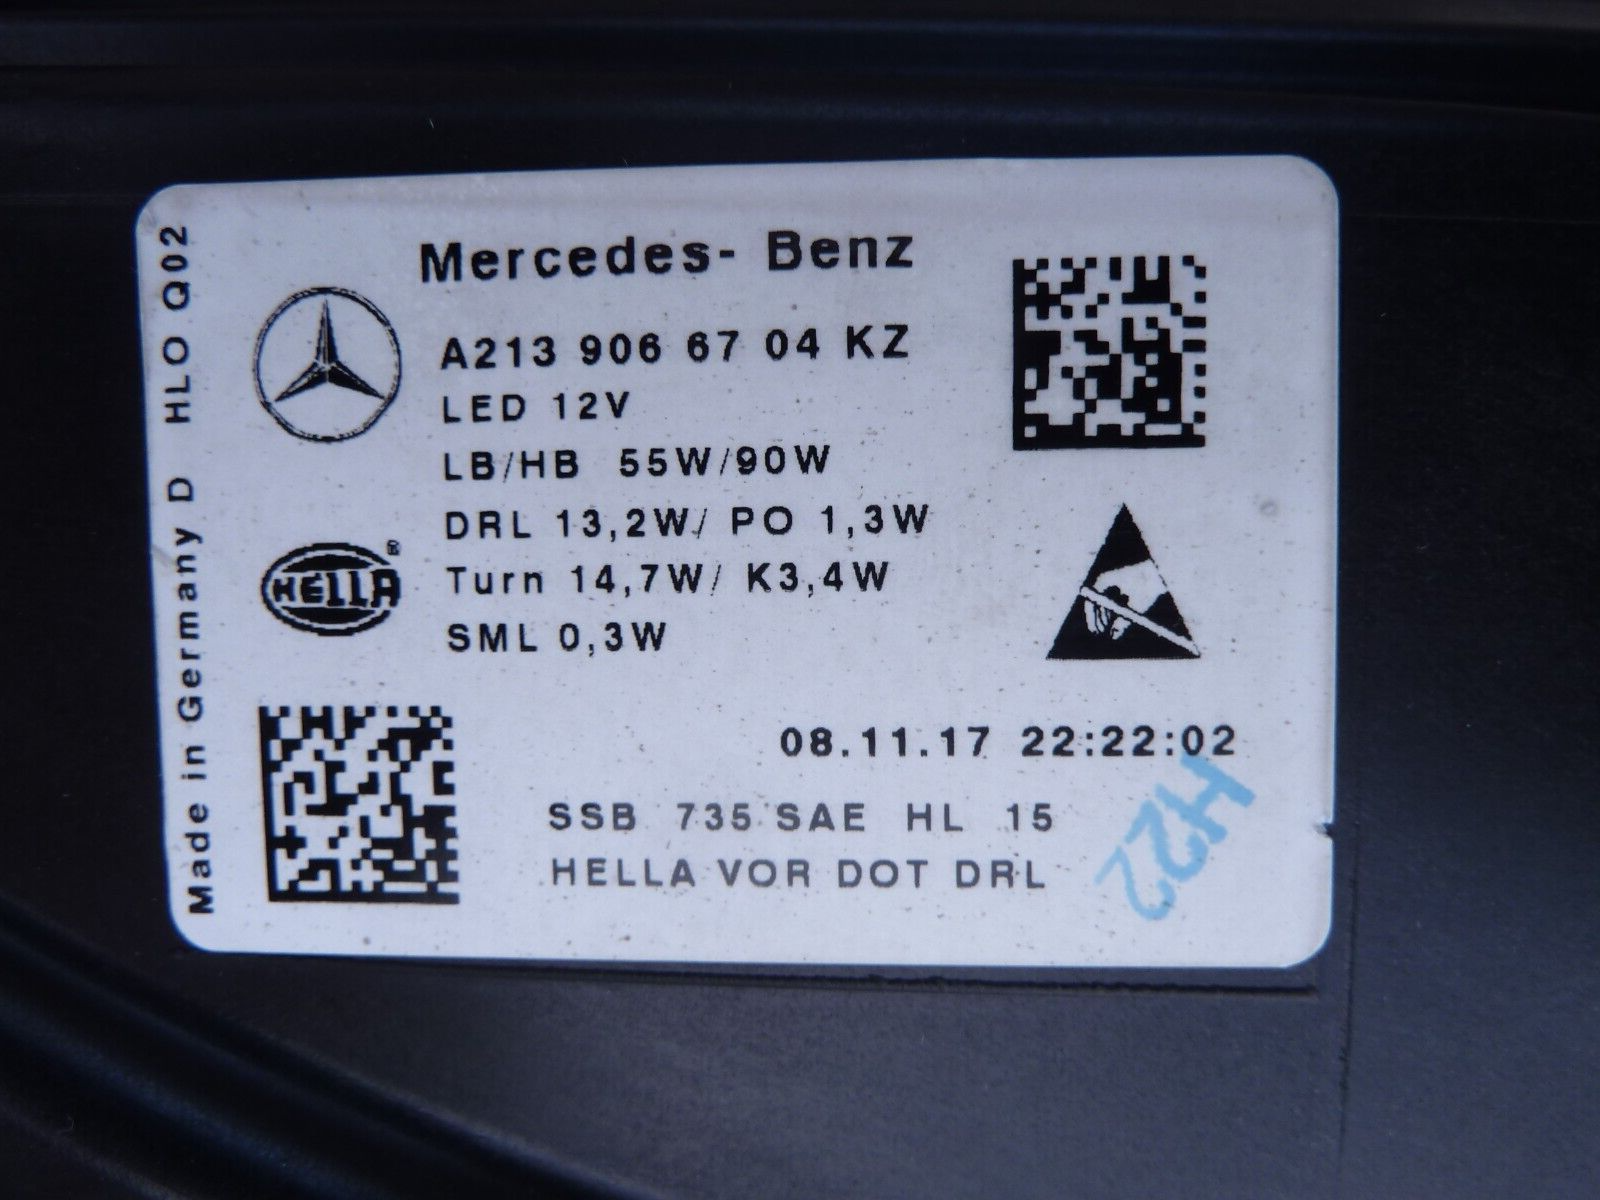 Mercedes- Benz
A213 906 67 04 KZ
LED 12V
LB/HB 55W/90W
DRL 13,2W/ PO 1,3W
Turn 14,7W/ K3,4W
SML 0,3W
HELLA®
08.11.17 22:22:02
SSB 735 SAE HL 15
HELLA VOR DOT DRL
H22
Made in Germany D HLO Q02